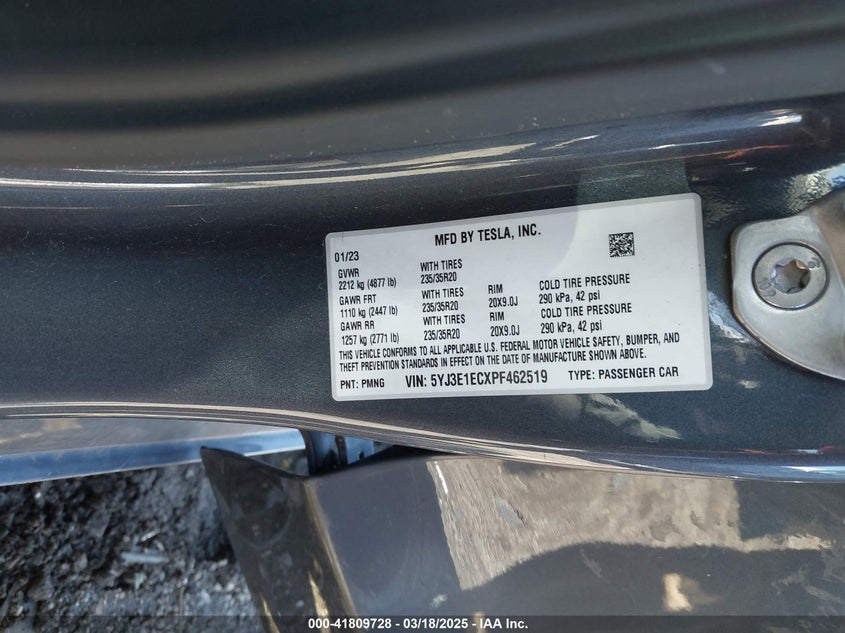 MFD BY TESLA, INC.
01/23
GVWR WITH TIRES
2212 kg (4877 lb) 235/35R20
GAWR FRT WITH TIRES RIM COLD TIRE PRESSURE
1110 kg (2447 lb) 235/35R20 20X9.0J 290 kPa, 42 psi
GAWR RR WITH TIRES RIM COLD TIRE PRESSURE
1257 kg (2771 lb) 235/35R20 20X9.0J 290 kPa, 42 psi
THIS VEHICLE CONFORMS TO ALL APPLICABLE U.S. FEDERAL MOTOR VEHICLE SAFETY, BUMPER, AND
THEFT PREVENTION STANDARDS IN EFFECT ON THE DATE OF MANUFACTURE SHOWN ABOVE.
PNT: PMNG VIN: 5YJ3E1ECXPF462519 TYPE: PASSENGER CAR
000-41809728 - 03/18/2025 - Copyright © IAA, Inc.